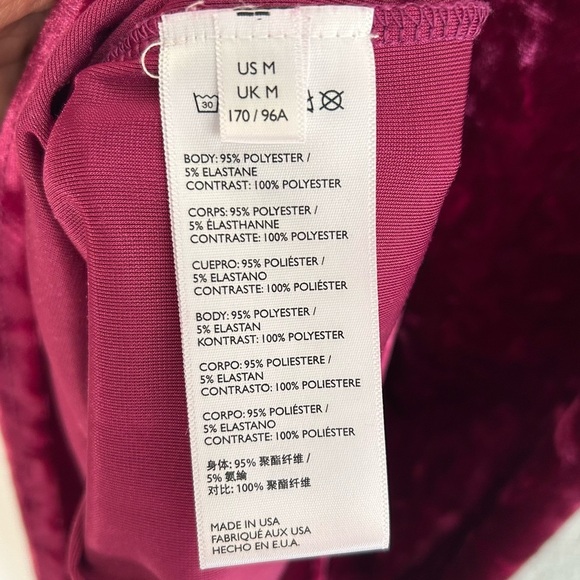 US M
UK M
170 / 96A
30
BODY: 95% POLYESTER /
5% ELASTANE
CONTRAST: 100% POLYESTER
CORPS: 95% POLYESTER /
5% ÉLASTHANNE
CONTRASTE: 100% POLYESTER
CUEPRO: 95% POLIÉSTER /
5% ELASTANO
CONTRASTE: 100% POLIÉSTER
BODY: 95% POLYESTER /
5% ELASTAN
KONTRAST: 100% POLYESTER
CORPO: 95% POLIESTERE /
5% ELASTAN
CONTRASTO: 100% POLIESTERE
CORPO: 95% POLIÉSTER /
5% ELASTANO
CONTRASTE: 100% POLIÉSTER
身体: 95% 聚酯纤维 /
5% 氨綸
对比: 100% 聚酯纤维
MADE IN USA
FABRIQUÉ AUX USA
HECHO EN E.U.A.